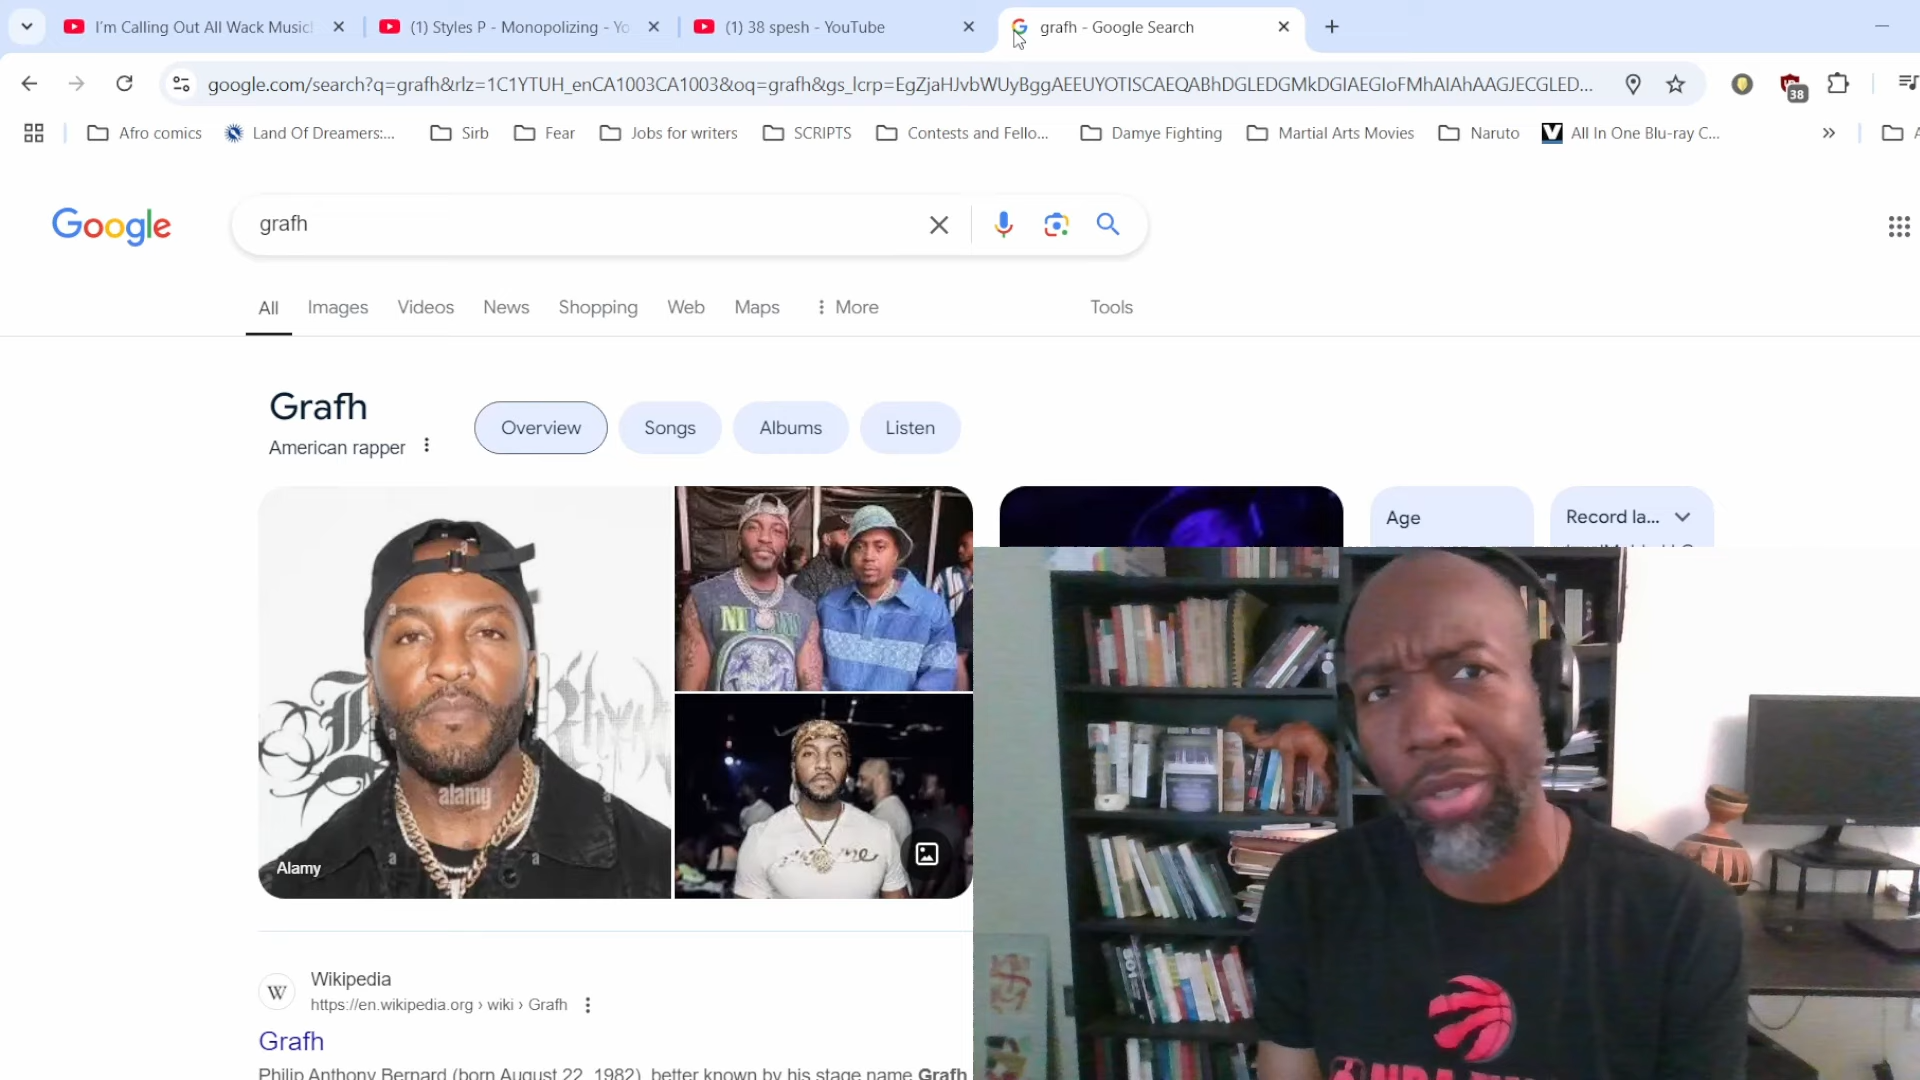 I'm Calling Out All Wack Music!
(1) Styles P - Monopolizing - Yo
(1) 38 spesh - YouTube
grafh - Google Search
google.com/search?q=grafh&rlz=1C1YTUH_enCA1003CA1003&oq=grafh&gs_lcrp=EgZjaHJvbWUyBggAEEUYOTISCAEQABhDGLEDGMkDGIAEGIoFMhAIAhAAGJECGLED...
38
Afro comics
Land Of Dreamers:...
Sirb
Fear
Jobs for writers
SCRIPTS
Contests and Fello...
Damye Fighting
Martial Arts Movies
Naruto
V All In One Blu-ray C...
Google
grafh
All
Images
Videos
News
Shopping
Web
Maps
More
Tools
Grafh
American rapper
Overview
Songs
Albums
Listen
Age
Record la...
alamy
Alamy
Wikipedia
W
https://en.wikipedia.org › wiki › Grafh
Grafh
Philip Anthony Bernard (born August 22, 1982), better known by his stage name Grafh